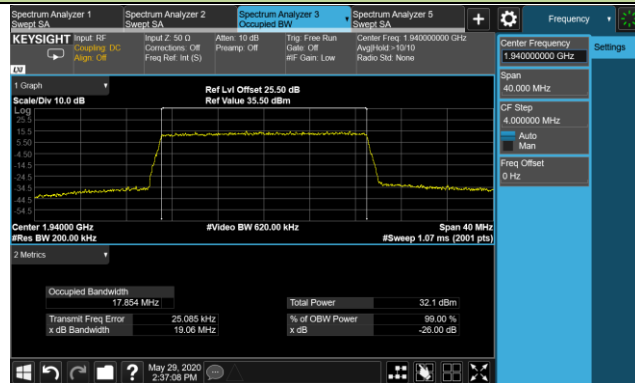 Spectrum Analyzer 1
Swept SA
Spectrum Analyzer 2
Swept SA
Spectrum Analyzer 3
Occupied BW
Spectrum Analyzer 5
Swept SA
Frequency
KEYSIGHT
Input: RF
Coupling: DC
Align: Off
Input Z: 50 Ω
Corrections: Off
Freq Ref: Int (S)
Atten: 10 dB
Preamp: Off
Trig: Free Run
Gate: Off
#IF Gain: Low
Center Freq: 1.940000000 GHz
Avg|Hold:>10/10
Radio Std: None
LXI
Center Frequency
1.940000000 GHz
Settings
Span
40.000 MHz
CF Step
4.000000 MHz
Auto
Man
Freq Offset
0 Hz
1 Graph
Scale/Div 10.0 dB
Ref Lvl Offset 25.50 dB
Ref Value 35.50 dBm
Log
25.5
15.5
5.50
-4.50
-14.5
-24.5
-34.5
-44.5
-54.5
Center 1.94000 GHz
#Res BW 200.00 kHz
#Video BW 620.00 kHz
Span 40 MHz
#Sweep 1.07 ms (2001 pts)
2 Metrics
Occupied Bandwidth
17.854 MHz
Total Power 32.1 dBm
Transmit Freq Error 25.085 kHz
% of OBW Power 99.00 %
x dB Bandwidth 19.06 MHz
x dB -26.00 dB
May 29, 2020
2:37:08 PM